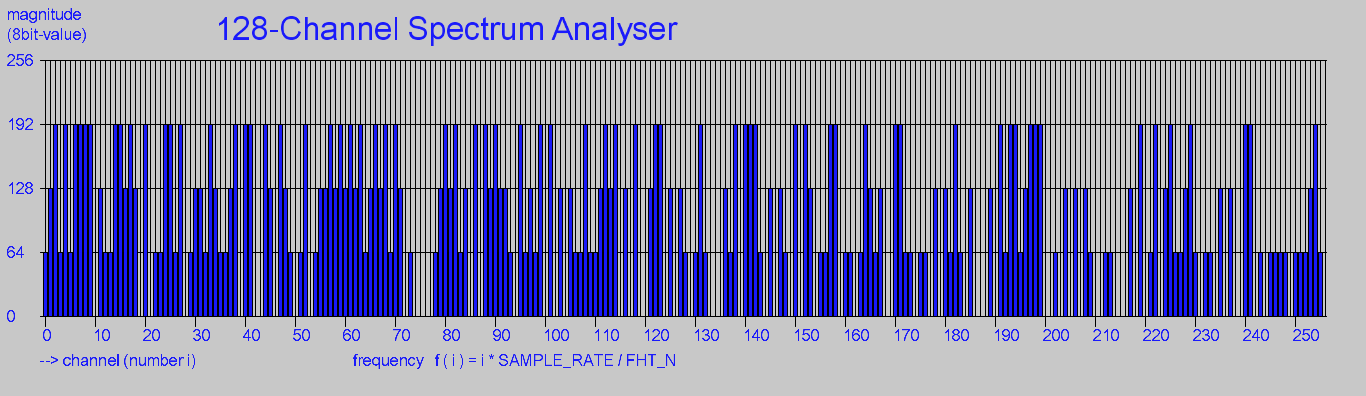 magnitude
(8bit-value)
128-Channel Spectrum Analyser
256
192
128
64
0
0 10 20 30 40 50 60 70 80 90 100 110 120 130 140 150 160 170 180 190 200 210 220 230 240 250
--> channel (number i) frequency f ( i ) = i * SAMPLE_RATE / FHT_N